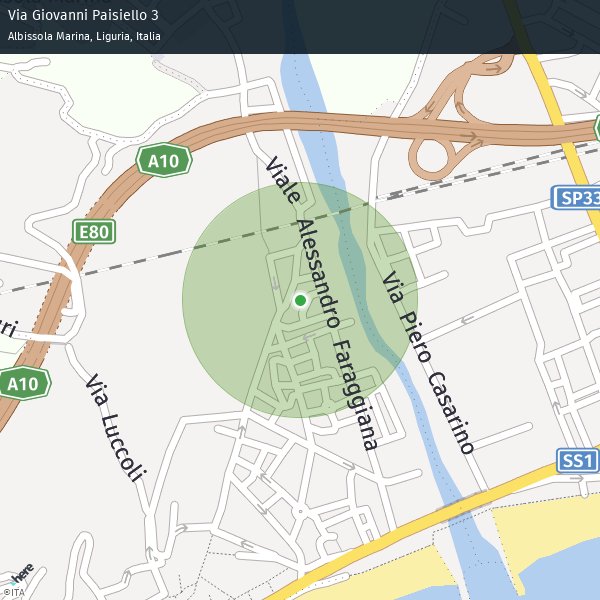 Via Giovanni Paisiello 3
Albissola Marina, Liguria, Italia
A10
SP33
E80
Viale Alessandro Faraggiana
Via Piero Casarino
uri
A10
Via Luccoli
SS1
here
©ITA